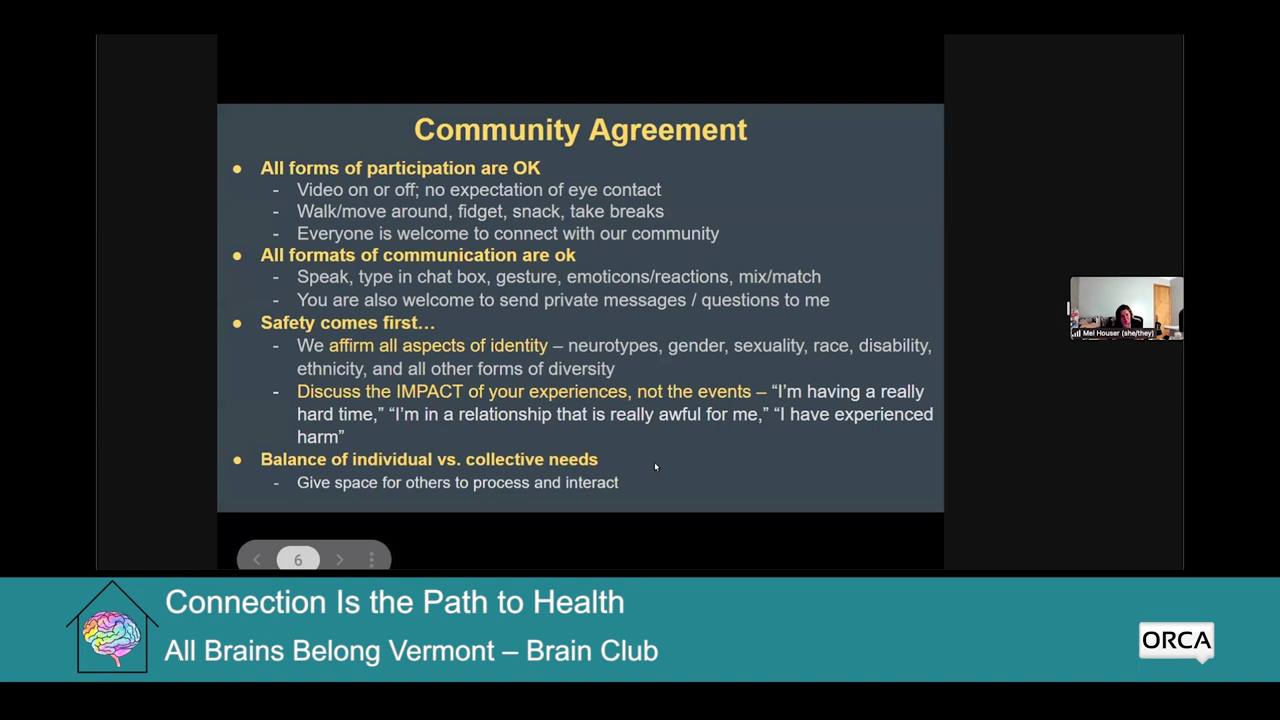 Community Agreement
● All forms of participation are OK
- Video on or off; no expectation of eye contact
- Walk/move around, fidget, snack, take breaks
- Everyone is welcome to connect with our community
● All formats of communication are ok
- Speak, type in chat box, gesture, emoticons/reactions, mix/match
- You are also welcome to send private messages / questions to me
● Safety comes first…
- We affirm all aspects of identity – neurotypes, gender, sexuality, race, disability,
ethnicity, and all other forms of diversity
- Discuss the IMPACT of your experiences, not the events – “I’m having a really
hard time,” “I’m in a relationship that is really awful for me,” “I have experienced
harm”
● Balance of individual vs. collective needs
- Give space for others to process and interact
Mel Houser (she/they)
6
Connection Is the Path to Health
All Brains Belong Vermont – Brain Club
ORCA